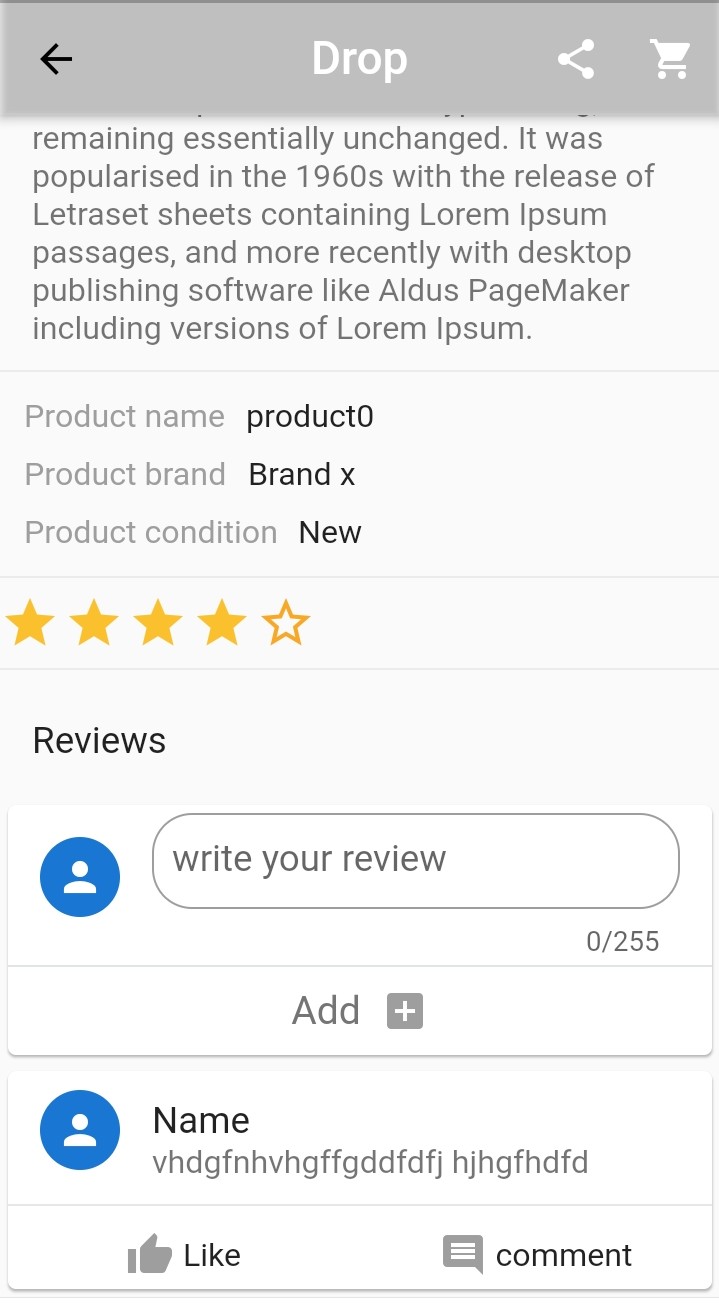 Drop
remaining essentially unchanged. It was
popularised in the 1960s with the release of
Letraset sheets containing Lorem Ipsum
passages, and more recently with desktop
publishing software like Aldus PageMaker
including versions of Lorem Ipsum.
Product name product0
Product brand Brand x
Product condition New
Reviews
write your review
0/255
Add
Name
vhdgfnhvhgffgddfdfj hjhgfhdfd
Like comment